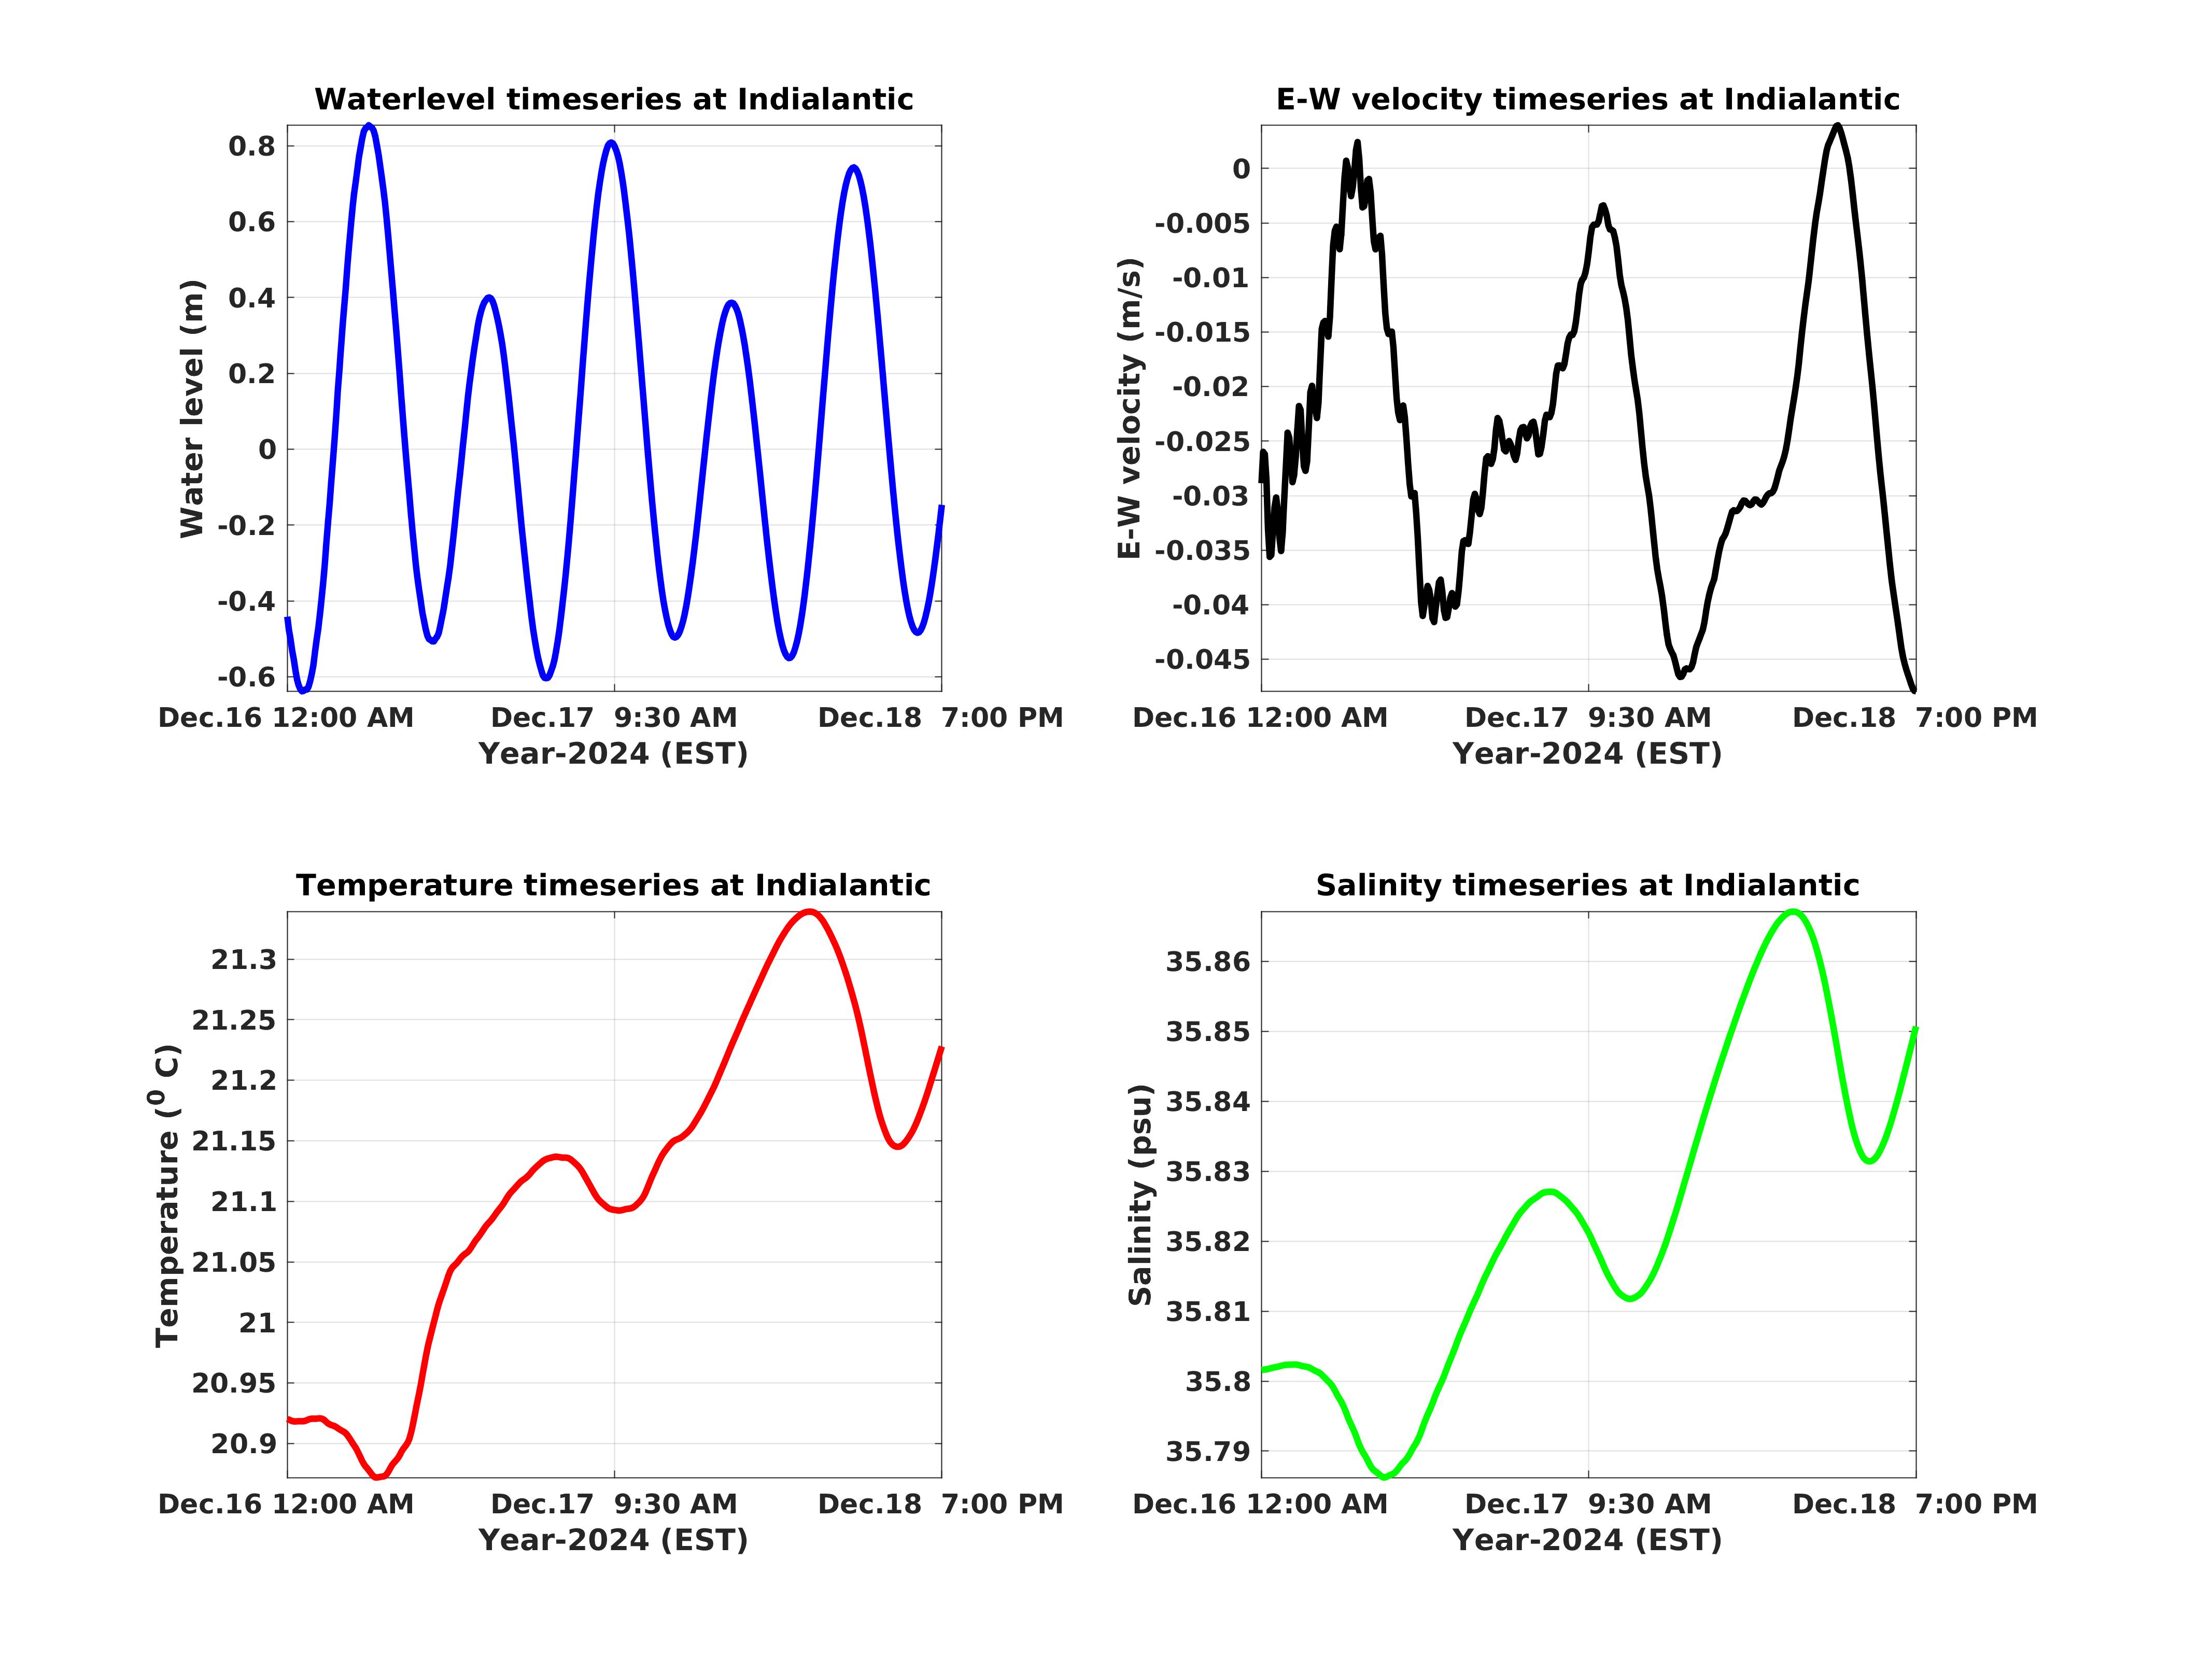 Waterlevel timeseries at Indialantic
0.8
0.6
0.4
0.2
0
-0.2
-0.4
-0.6
Water level (m)
Dec.16 12:00 AM Dec.17 9:30 AM Dec.18 7:00 PM
Year-2024 (EST)
E-W velocity timeseries at Indialantic
0
-0.005
-0.01
-0.015
-0.02
-0.025
-0.03
-0.035
-0.04
-0.045
E-W velocity (m/s)
Dec.16 12:00 AM Dec.17 9:30 AM Dec.18 7:00 PM
Year-2024 (EST)
Temperature timeseries at Indialantic
21.3
21.25
21.2
21.15
21.1
21.05
21
20.95
20.9
Temperature (⁰ C)
Dec.16 12:00 AM Dec.17 9:30 AM Dec.18 7:00 PM
Year-2024 (EST)
Salinity timeseries at Indialantic
35.86
35.85
35.84
35.83
35.82
35.81
35.8
35.79
Salinity (psu)
Dec.16 12:00 AM Dec.17 9:30 AM Dec.18 7:00 PM
Year-2024 (EST)